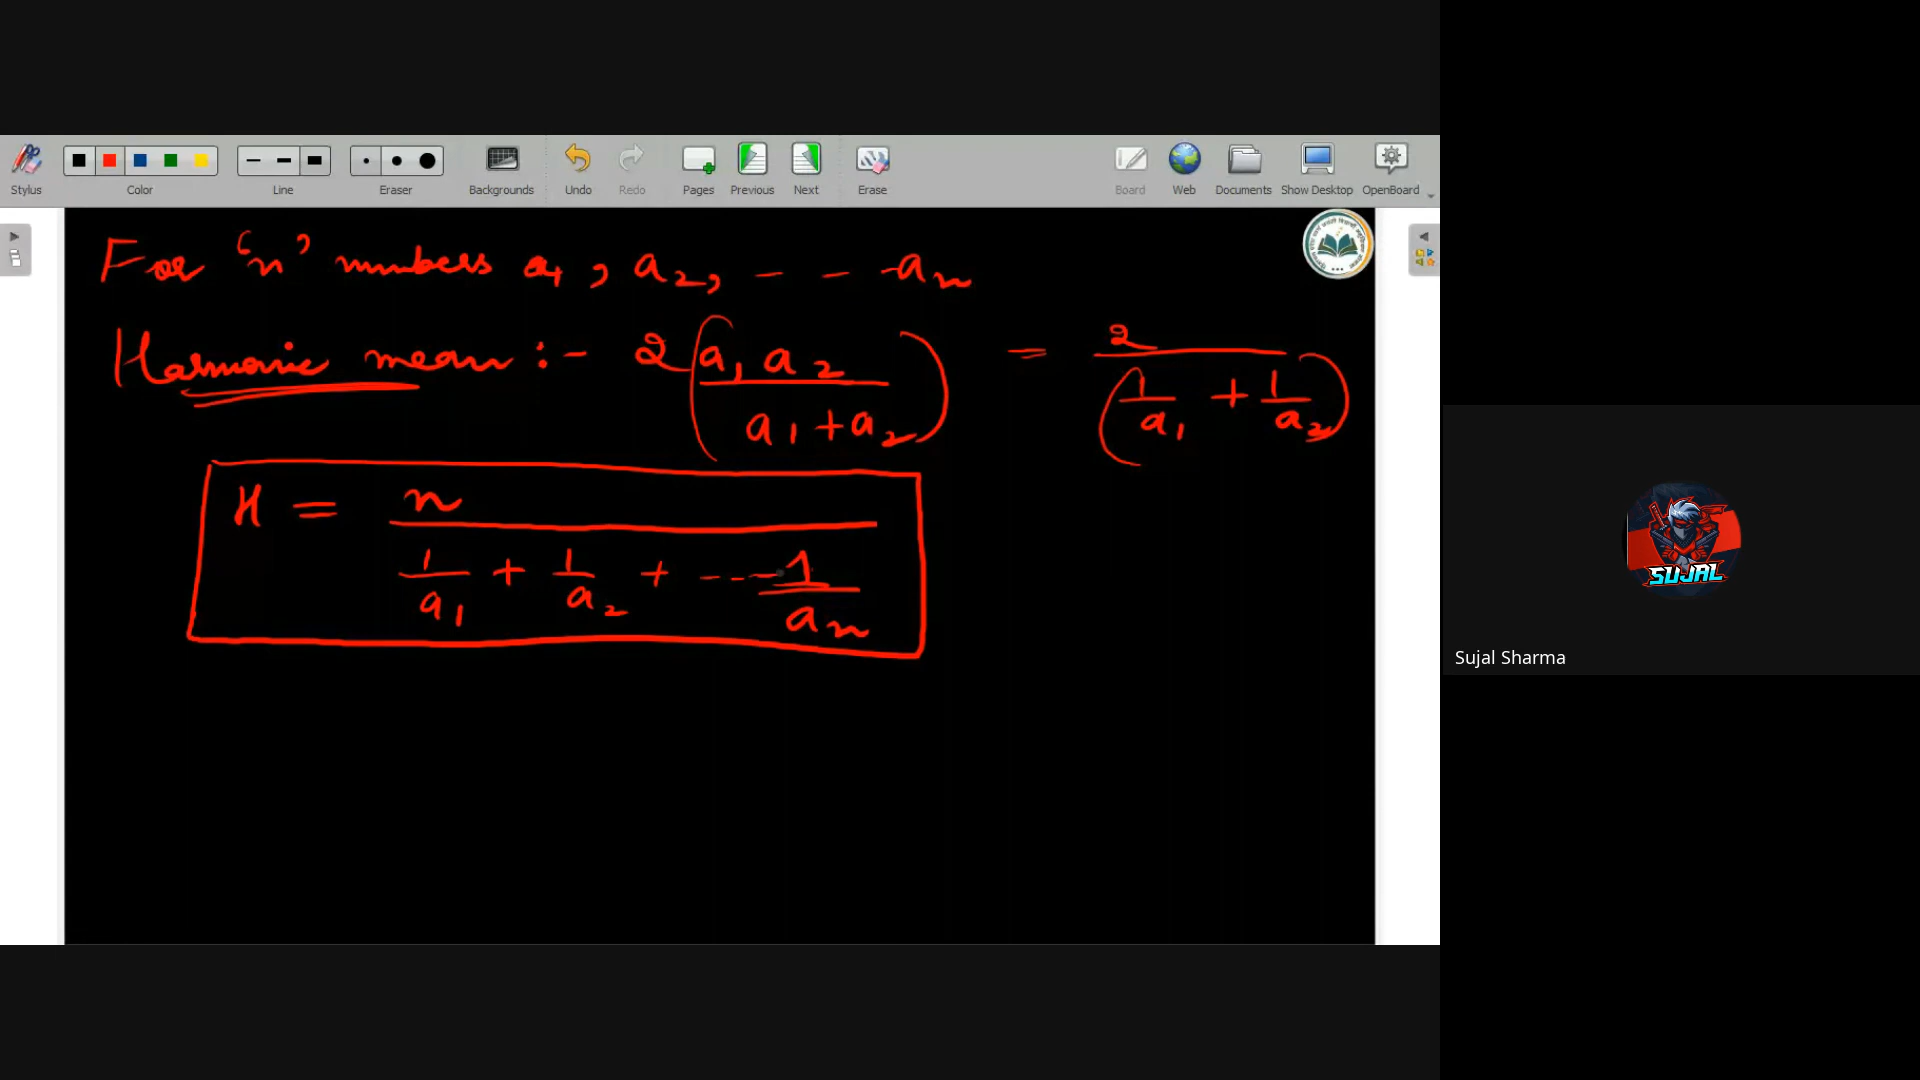 Stylus Color Line Eraser Backgrounds Undo Redo Pages Previous Next Erase Board Web Documents Show Desktop OpenBoard
For 'n' numbers a₁, a₂, - - - aₙ
Harmonic mean :- 2(a₁ a₂ / a₁ + a₂) = 2 / (1/a₁ + 1/a₂)
H = n / (1/a₁ + 1/a₂ + ---- 1/aₙ)
SUJAL
Sujal Sharma